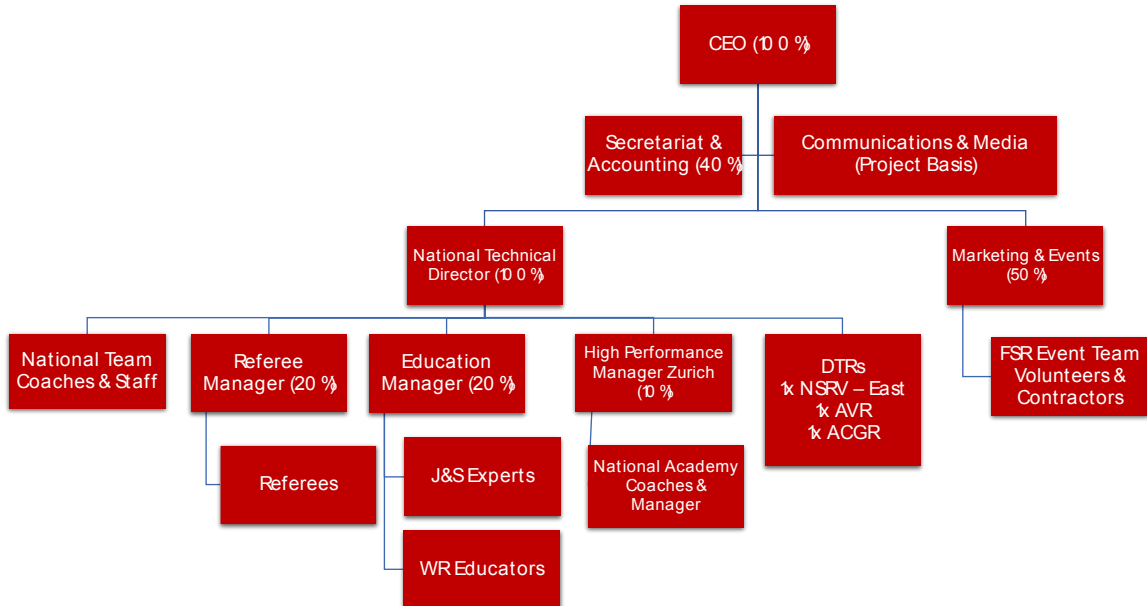 CEO (100%)
Secretariat &
Accounting (40%)
Communications & Media
(Project Basis)
National Technical
Director (100%)
Marketing & Events
(50%)
National Team
Coaches & Staff
Referee
Manager (20%)
Education
Manager (20%)
High Performance
Manager Zurich
(10%)
DTRs
1x NSRV – East
1x AVR
1x ACGR
FSR Event Team
Volunteers &
Contractors
Referees
J&S Experts
National Academy
Coaches &
Manager
WR Educators